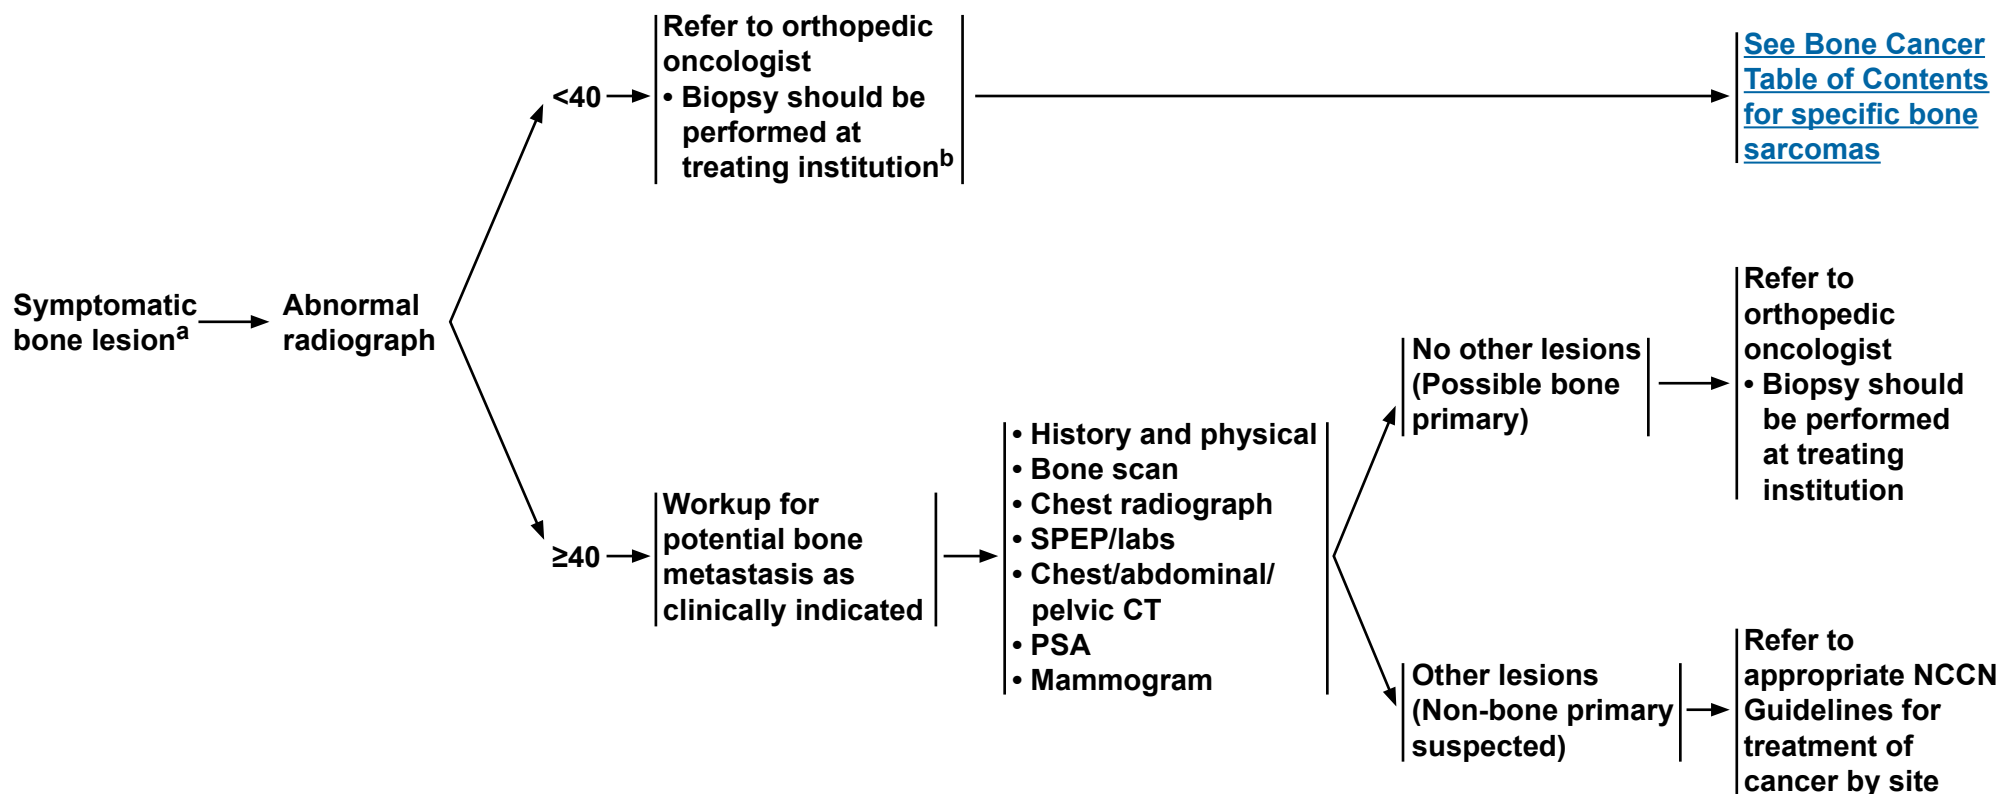 Symptomatic
bone lesionᵃ
Abnormal
radiograph
<40
Refer to orthopedic
oncologist
• Biopsy should be
performed at
treating institutionᵇ
See Bone Cancer
Table of Contents
for specific bone
sarcomas
≥40
Workup for
potential bone
metastasis as
clinically indicated
• History and physical
• Bone scan
• Chest radiograph
• SPEP/labs
• Chest/abdominal/
pelvic CT
• PSA
• Mammogram
No other lesions
(Possible bone
primary)
Refer to
orthopedic
oncologist
• Biopsy should
be performed
at treating
institution
Other lesions
(Non-bone primary
suspected)
Refer to
appropriate NCCN
Guidelines for
treatment of
cancer by site